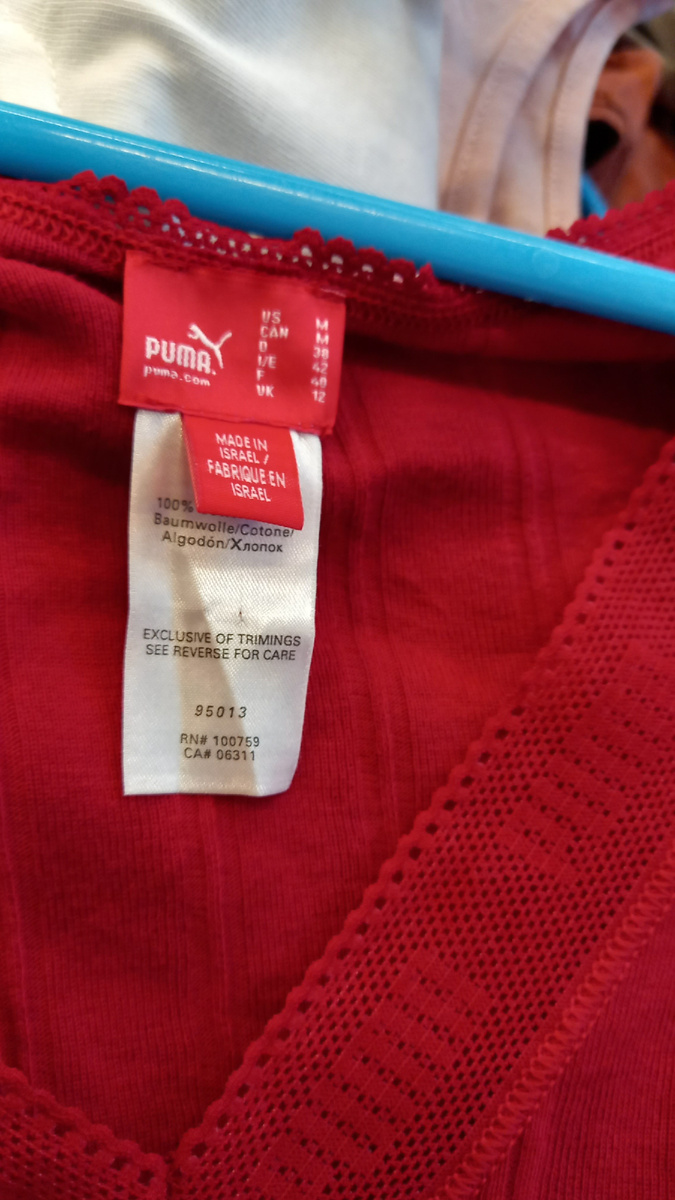 PUMA
puma.com
US M
CAN M
D 38
I/E 42
F 40
UK 12
MADE IN
ISRAEL /
FABRIQUE EN
ISRAEL
100%
Baumwolle/Cotone/
Algodón/Хлопок
EXCLUSIVE OF TRIMINGS
SEE REVERSE FOR CARE
95013
RN# 100759
CA# 06311